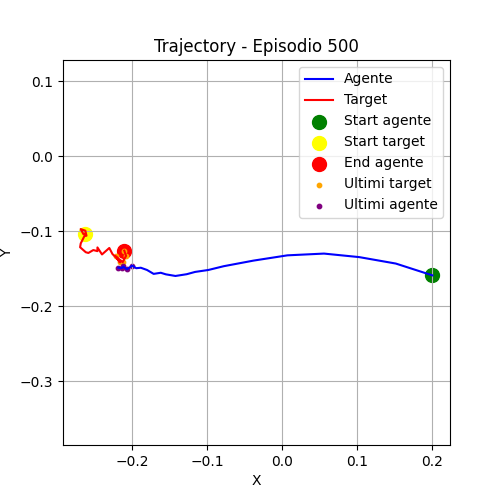 Trajectory - Episodio 500
Agente
Target
Start agente
Start target
End agente
Ultimi target
Ultimi agente
0.1
0.0
−0.1
−0.2
−0.3
Y
−0.2
−0.1
0.0
0.1
0.2
X